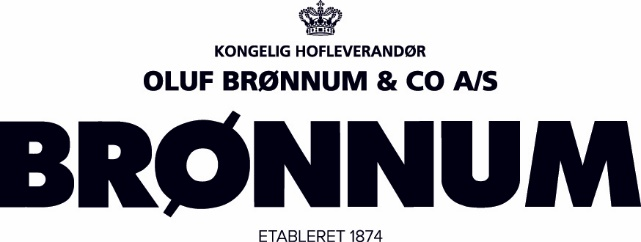 KONGELIG HOFLEVERANDØR
OLUF BRØNNUM & CO A/S
BRØNNUM
ETABLERET 1874